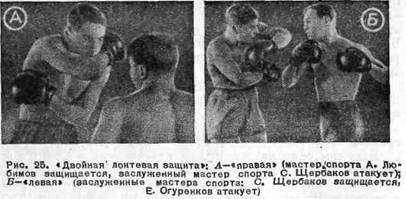 А
Б
Рис. 25. «Двойная локтевая защита»; А—«правая» (мастер спорта А. Лю-
бимов защищается, заслуженный мастер спорта С. Щербаков атакует);
Б—«левая» (заслуженные мастера спорта: С. Щербаков защищается,
Е. Огуренков атакует)